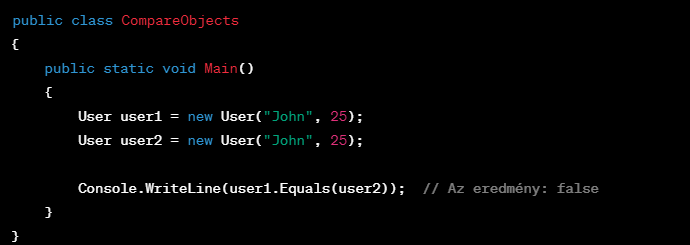 public class CompareObjects
{
    public static void Main()
    {
        User user1 = new User("John", 25);
        User user2 = new User("John", 25);

        Console.WriteLine(user1.Equals(user2));  // Az eredmény: false
    }
}